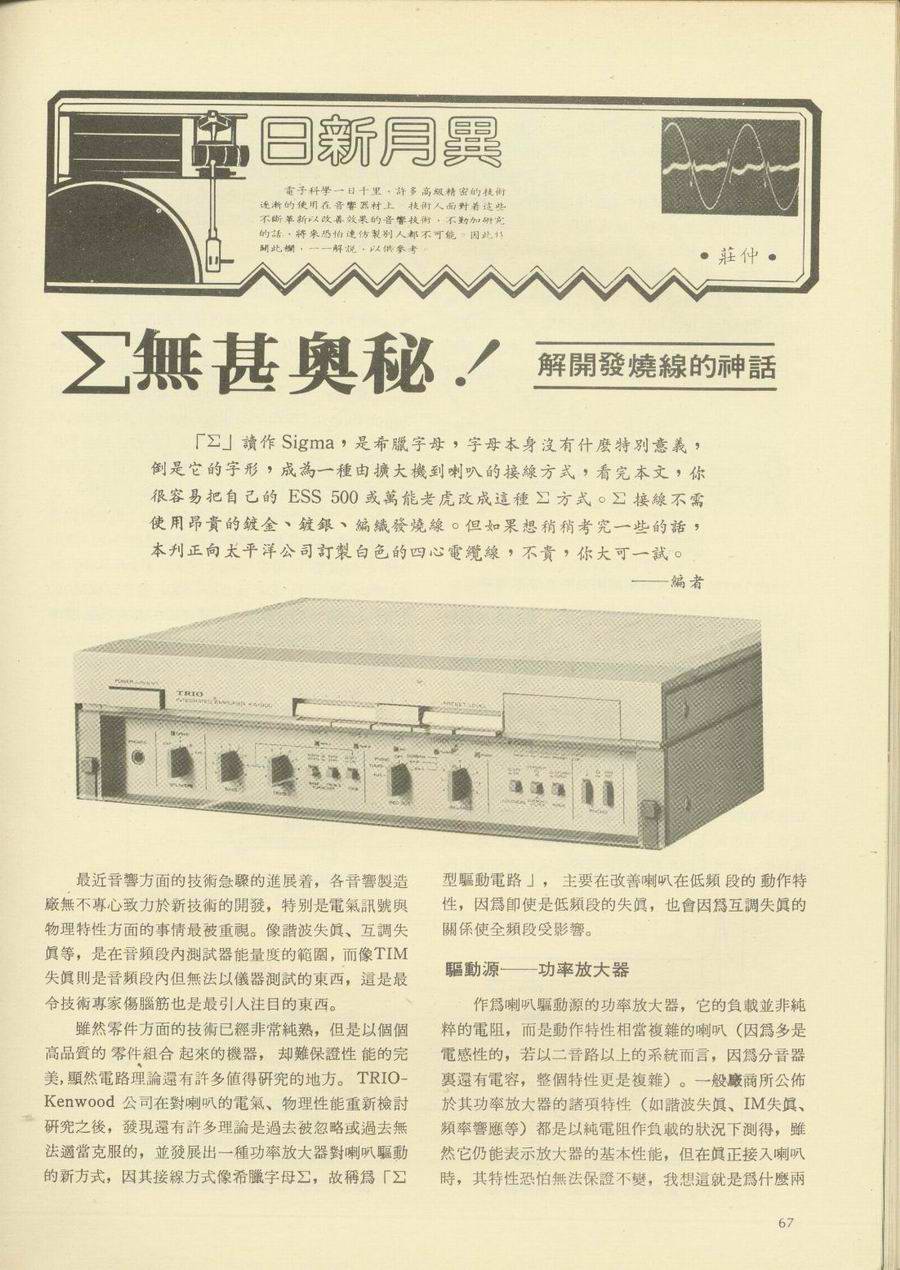 日新月異
電子科學一日千里，許多高級精密的技術
逐漸的使用在音響器材上，技術人面對着這些
不斷革新以改善效果的音響技術，不勤加研究
的話，將來恐怕連仿製別人都不可能，因此特
闢此欄，一一解說，以供參考。
•莊仲•
Σ無甚奧秘！
解開發燒線的神話
「Σ」讀作 Sigma，是希臘字母，字母本身沒有什麽特別意義，
倒是它的字形，成為一種由擴大機到喇叭的接線方式，看完本文，你
很容易把自己的 ESS 500 或萬能老虎改成這種 Σ 方式。Σ 接線不需
使用昂貴的鍍金、鍍銀、編織發燒線。但如果想稍稍考究一些的話，
本刋正向太平洋公司訂製白色的四心電纜線，不貴，你大可一試。
——編者
POWER
TRIO
INTEGRATED AMPLIFIER
PRESET LEVEL
最近音響方面的技術急驟的進展着，各音響製造
廠無不專心致力於新技術的開發，特別是電氣訊號與
物理特性方面的事情最被重視。像諧波失眞、互調失
眞等，是在音頻段內測試器能量度的範圍，而像TIM
失眞則是音頻段內但無法以儀器測試的東西，這是最
令技術專家傷腦筋也是最引人注目的東西。
雖然零件方面的技術已經非常純熟，但是以個個
高品質的 零件組合 起來的機器， 却難保證性 能的完
美，顯然電路理論還有許多值得研究的地方。 TRIO-
Kenwood 公司在對喇叭的電氣、物理性能重新檢討
研究之後，發現還有許多理論是過去被忽略或過去無
法適當克服的，並發展出一種功率放大器對喇叭驅動
的新方式，因其接線方式像希臘字母Σ，故稱爲「Σ
型驅動電路」， 主要在改善喇叭在低頻 段的 動作特
性，因爲卽使是低頻段的失眞，也會因爲互調失眞的
關係使全頻段受影響。
驅動源——功率放大器
作爲喇叭驅動源的功率放大器，它的負載並非純
粹的電阻，而是動作特性相當複雜的喇叭（因爲多是
電感性的，若以二音路以上的系統而言，因爲分音器
裏還有電容，整個特性更是複雜）。一般廠商所公佈
於其功率放大器的諸項特性（如諧波失眞、IM失眞、
頻率響應等）都是以純電阻作負載的狀況下測得，雖
然它仍能表示放大器的基本性能，但在眞正接入喇叭
時，其特性恐怕無法保證不變，我想這就是爲什麽兩
67